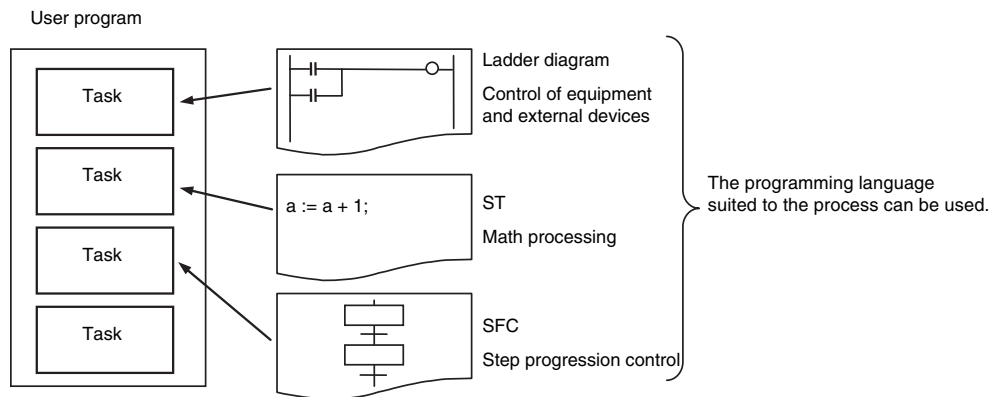 User program
Task
Task
Task
Task
Ladder diagram
Control of equipment
and external devices
a := a + 1;
ST
Math processing
SFC
Step progression control
The programming language
suited to the process can be used.